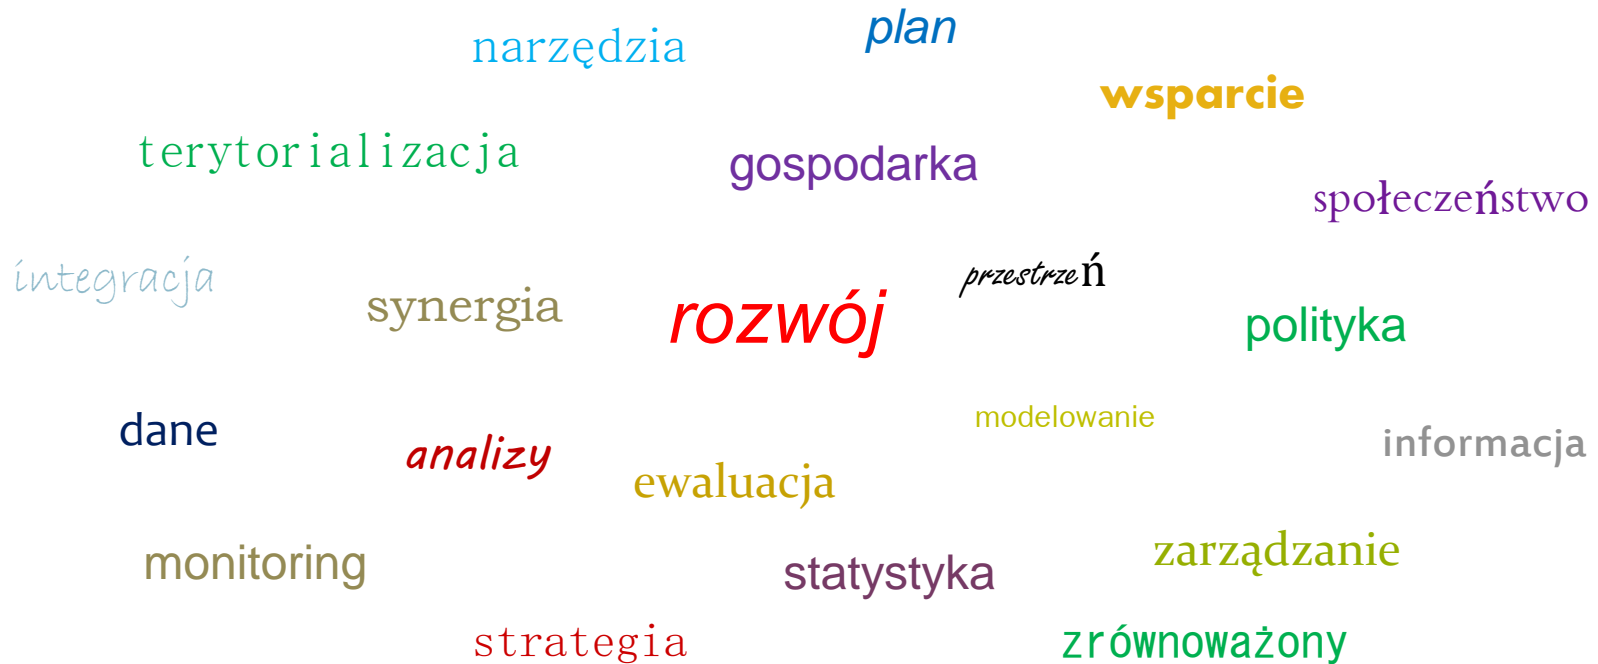 plan
narzędzia
wsparcie
terytorializacja
gospodarka
społeczeństwo
integracja
przestrzeń
synergia
rozwój
polityka
dane
modelowanie
analizy
informacja
ewaluacja
zarządzanie
monitoring
statystyka
strategia
zrównoważony